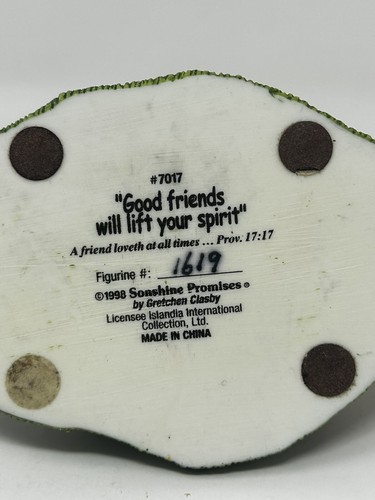 #7017
"Good friends
will lift your spirit"
A friend loveth at all times ... Prov. 17:17
Figurine #: 1619
©1998 Sonshine Promises®
by Gretchen Clasby
Licensee Islandia International
Collection, Ltd.
MADE IN CHINA